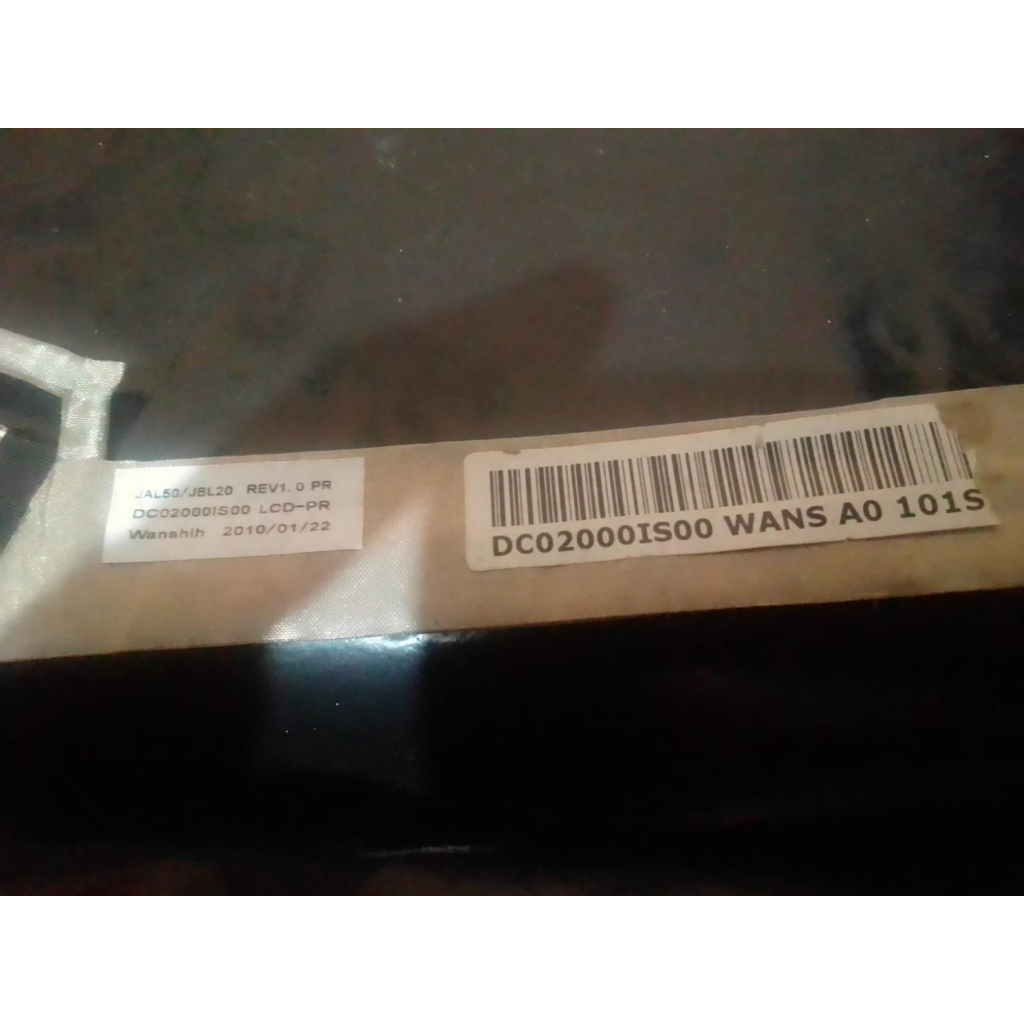 JAL50/JBL20 REV1.0 PR
DC02000IS00 LCD-PR
Wanshih 2010/01/22
DC02000IS00 WANS A0 101S